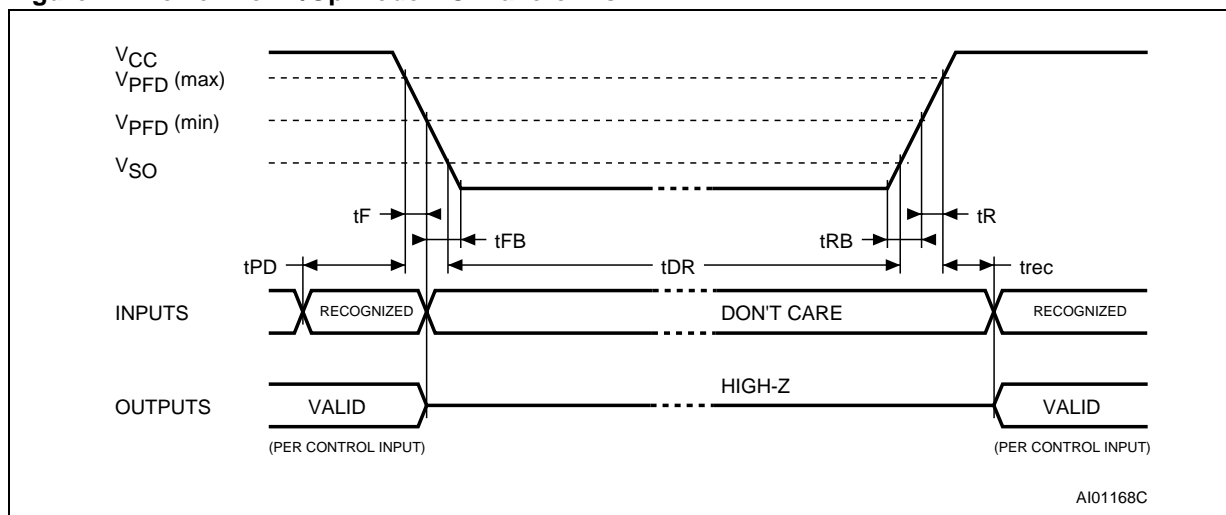 VCC
VPFD (max)
VPFD (min)
VSO
tF
tR
tFB
tRB
tPD
tDR
trec
INPUTS
RECOGNIZED
DON'T CARE
RECOGNIZED
HIGH-Z
OUTPUTS
VALID
VALID
(PER CONTROL INPUT)
(PER CONTROL INPUT)
AI01168C